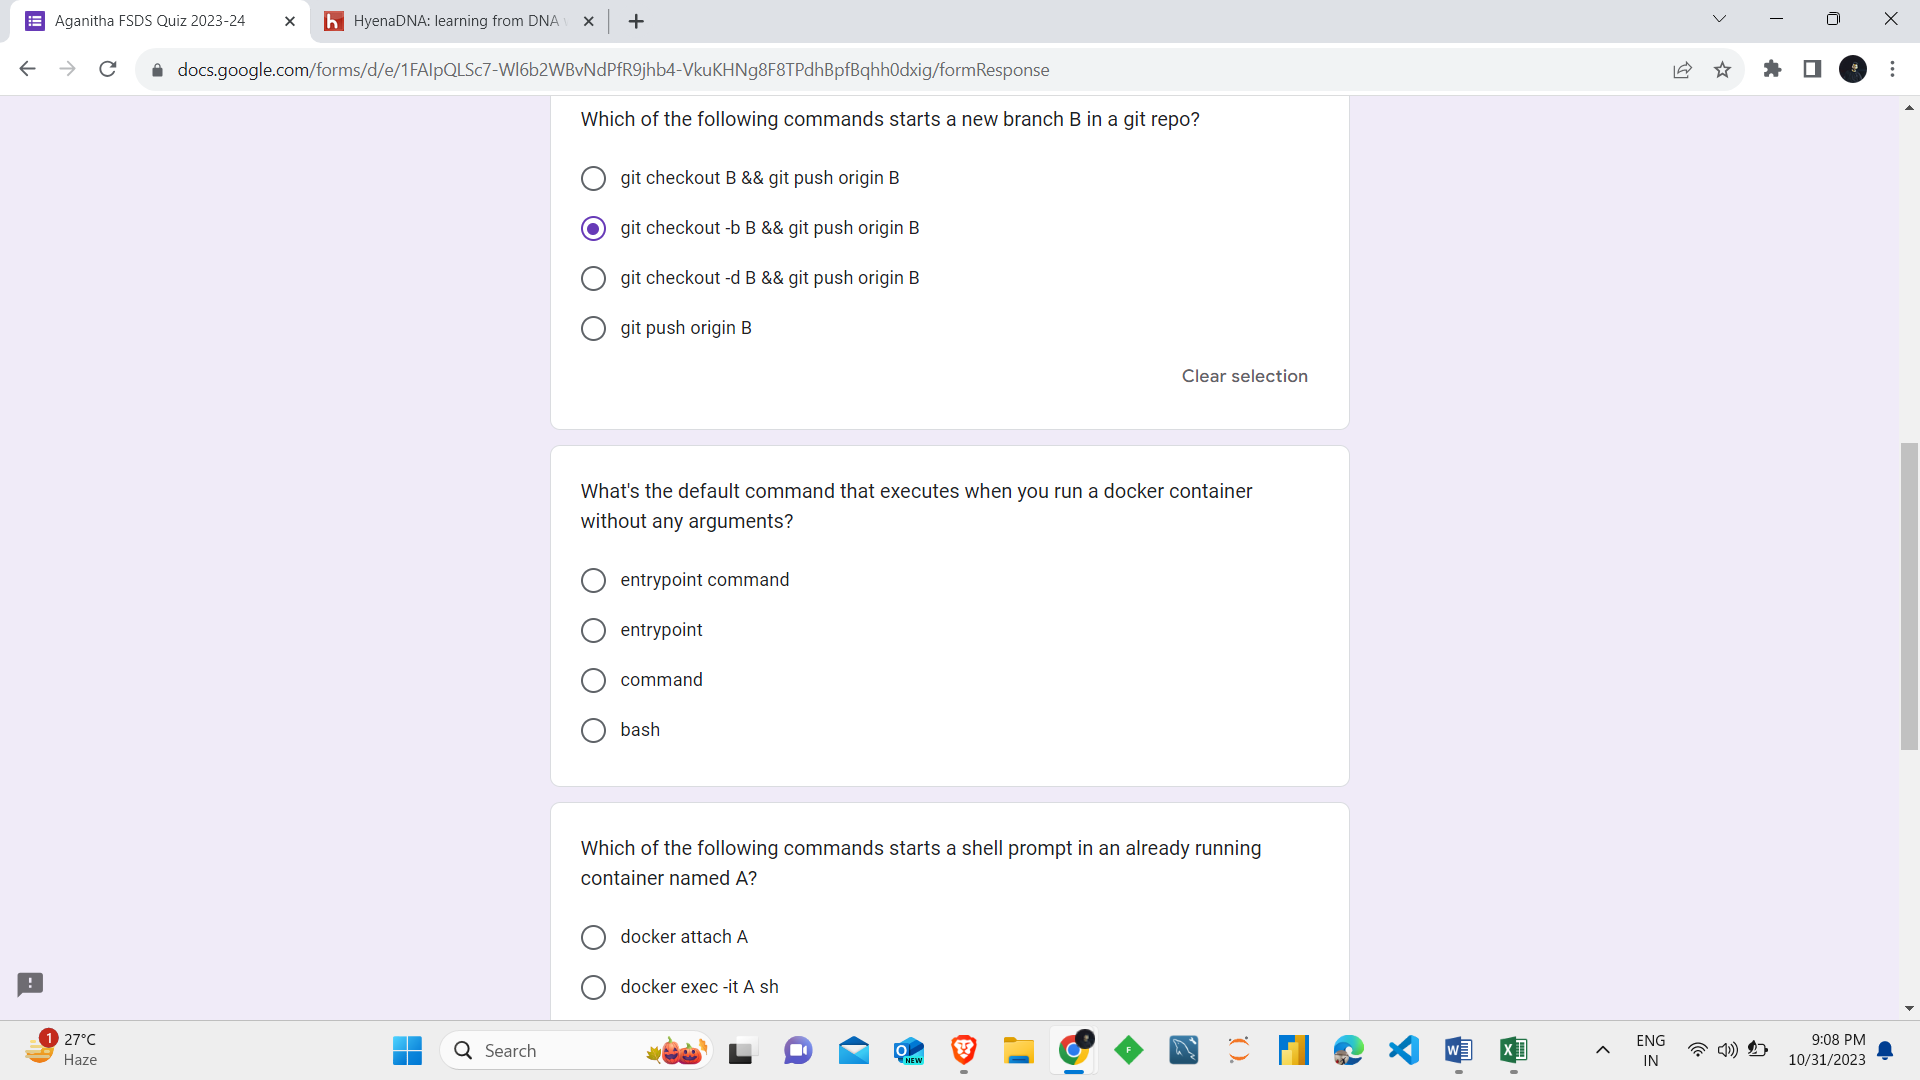 Aganitha FSDS Quiz 2023-24
HyenaDNA: learning from DNA
docs.google.com/forms/d/e/1FAIpQLSc7-Wl6b2WBvNdPfR9jhb4-VkuKHNg8F8TPdhBpfBqhh0dxig/formResponse
Which of the following commands starts a new branch B in a git repo?
git checkout B && git push origin B
git checkout -b B && git push origin B
git checkout -d B && git push origin B
git push origin B
Clear selection
What's the default command that executes when you run a docker container
without any arguments?
entrypoint command
entrypoint
command
bash
Which of the following commands starts a shell prompt in an already running
container named A?
docker attach A
docker exec -it A sh
1
27°C
Haze
Search
NEW
ENG
IN
9:08 PM
10/31/2023